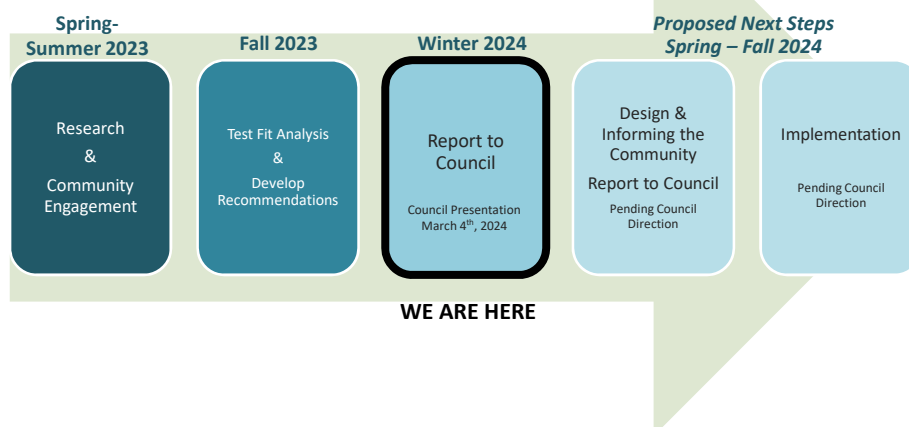 Spring-
Summer 2023
Research
&
Community
Engagement
Fall 2023
Test Fit Analysis
&
Develop
Recommendations
Winter 2024
Report to
Council
Council Presentation
March 4th, 2024
WE ARE HERE
Proposed Next Steps
Spring – Fall 2024
Design &
Informing the
Community
Report to Council
Pending Council
Direction
Implementation
Pending Council
Direction